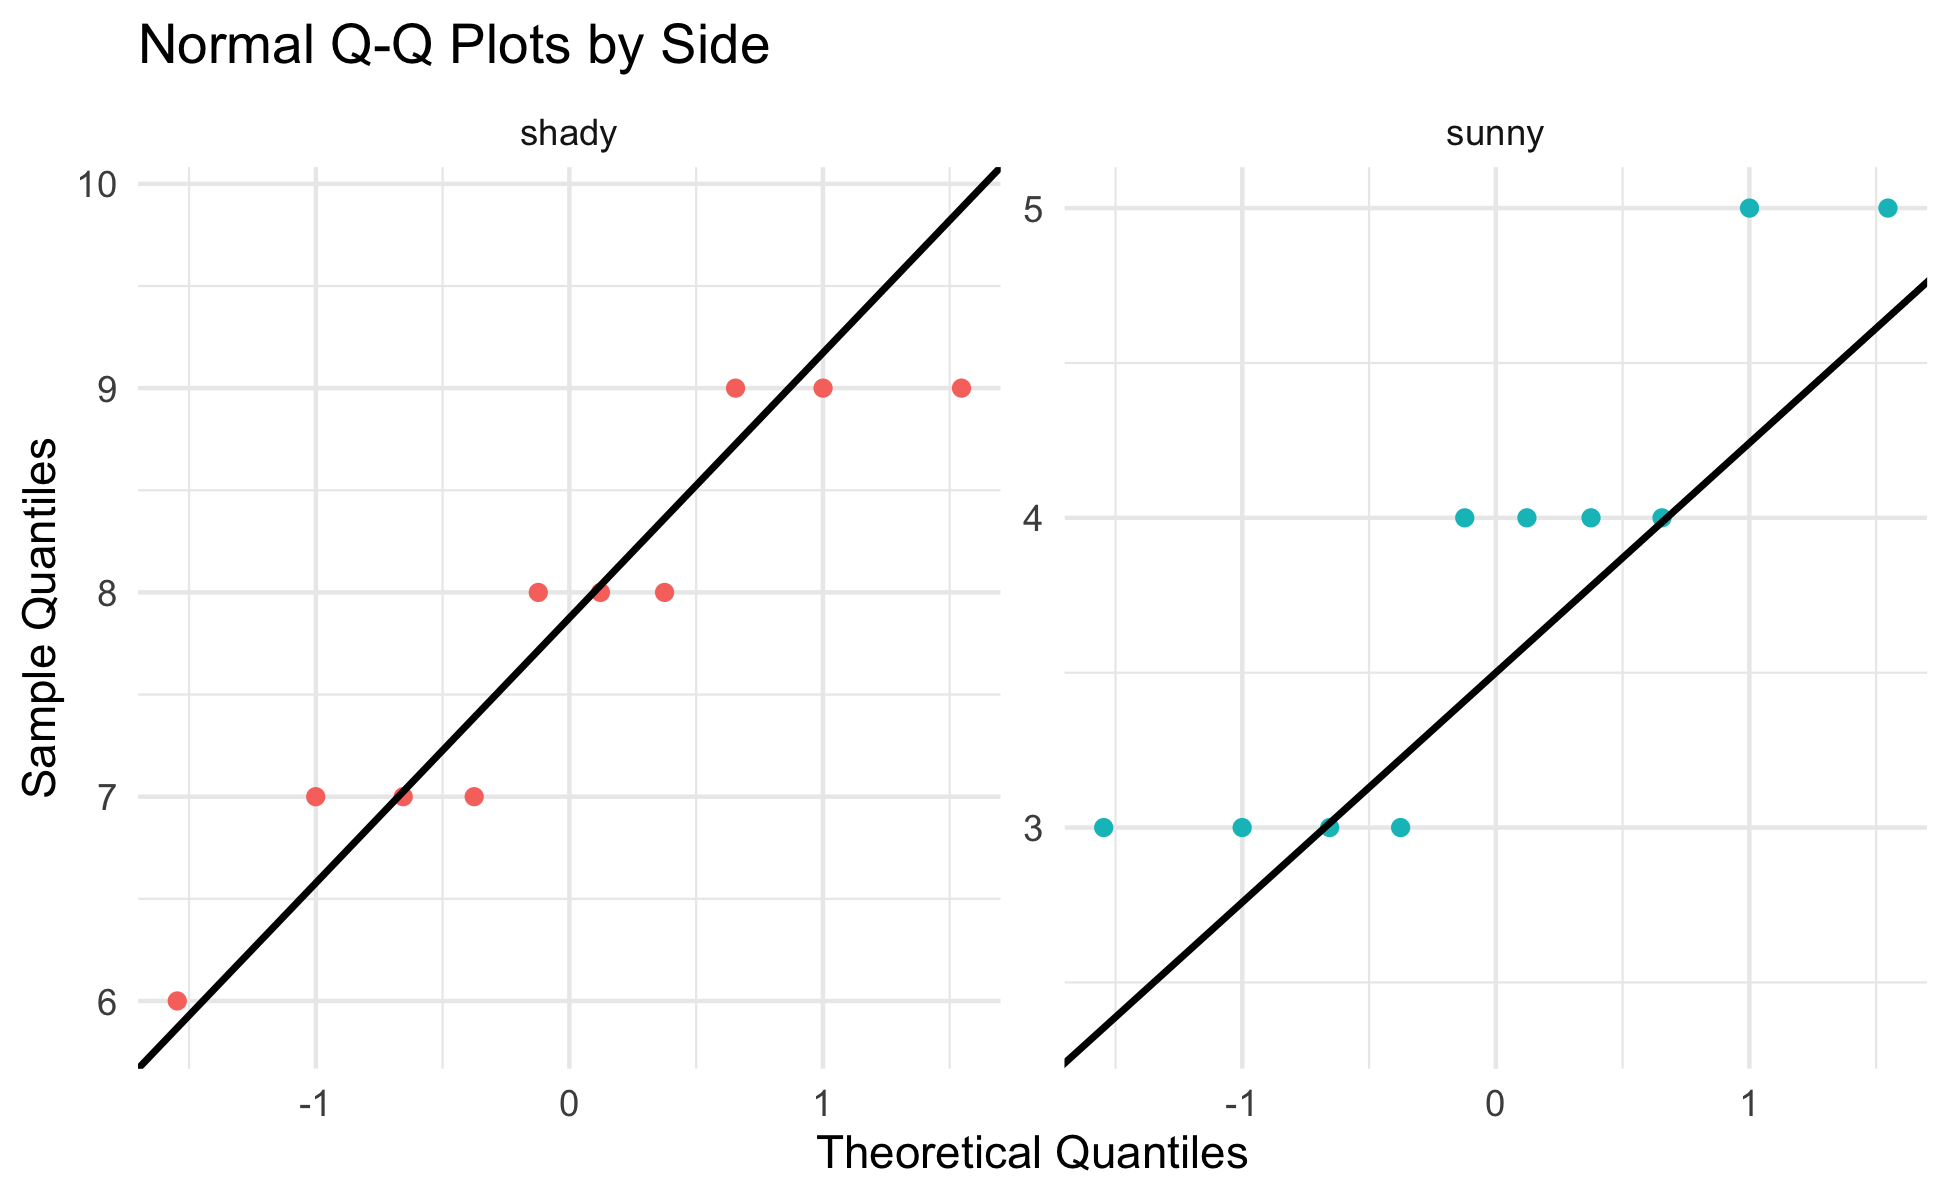 Normal Q-Q Plots by Side
shady
sunny
Sample Quantiles
10
9
8
7
6
5
4
3
-1 0 1
-1 0 1
Theoretical Quantiles